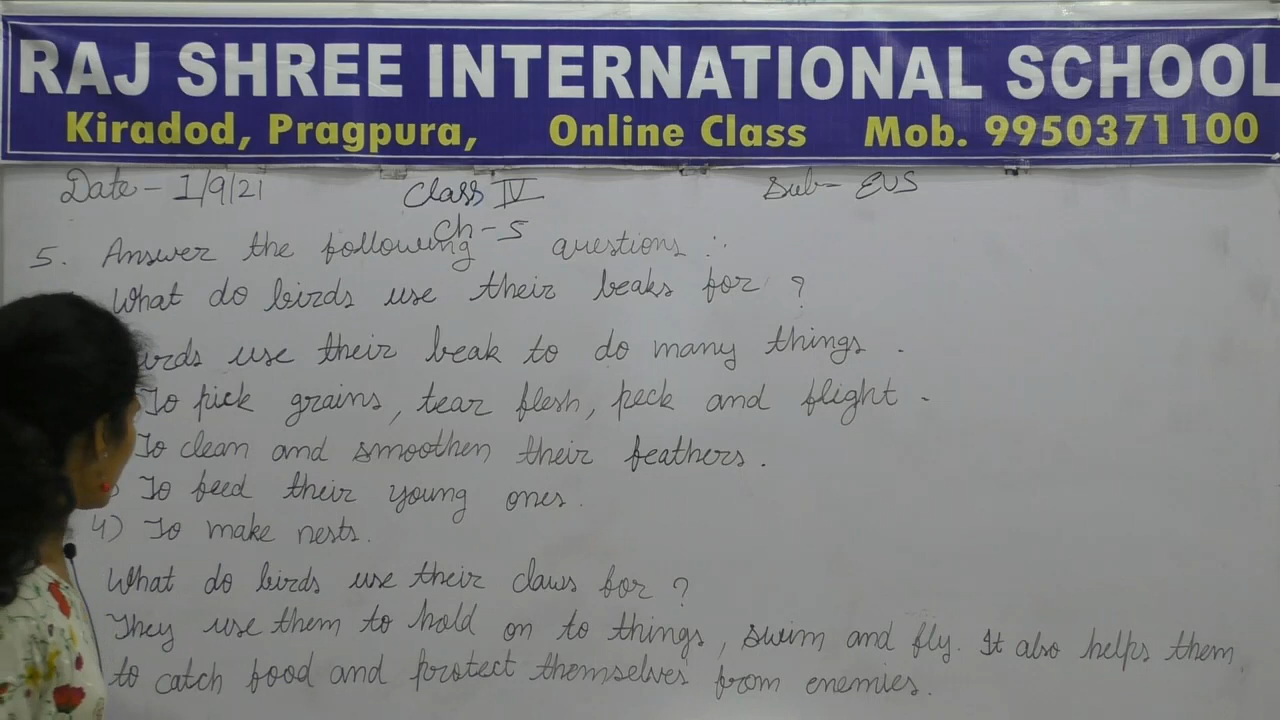 RAJ SHREE INTERNATIONAL SCHOOL
Kiradod, Pragpura, Online Class Mob. 9950371100
Date - 1/9/21 Class IV Sub- EVS
Ch - 5
5. Answer the following questions :.
What do birds use their beaks for ?
irds use their beak to do many things .
To pick grains, tear flesh, peck and flight .
To clean and smoothen their feathers .
) To feed their young ones .
4) To make nests .
What do birds use their claws for ?
They use them to hold on to things, swim and fly. It also helps them
to catch food and protect themselves from enemies .